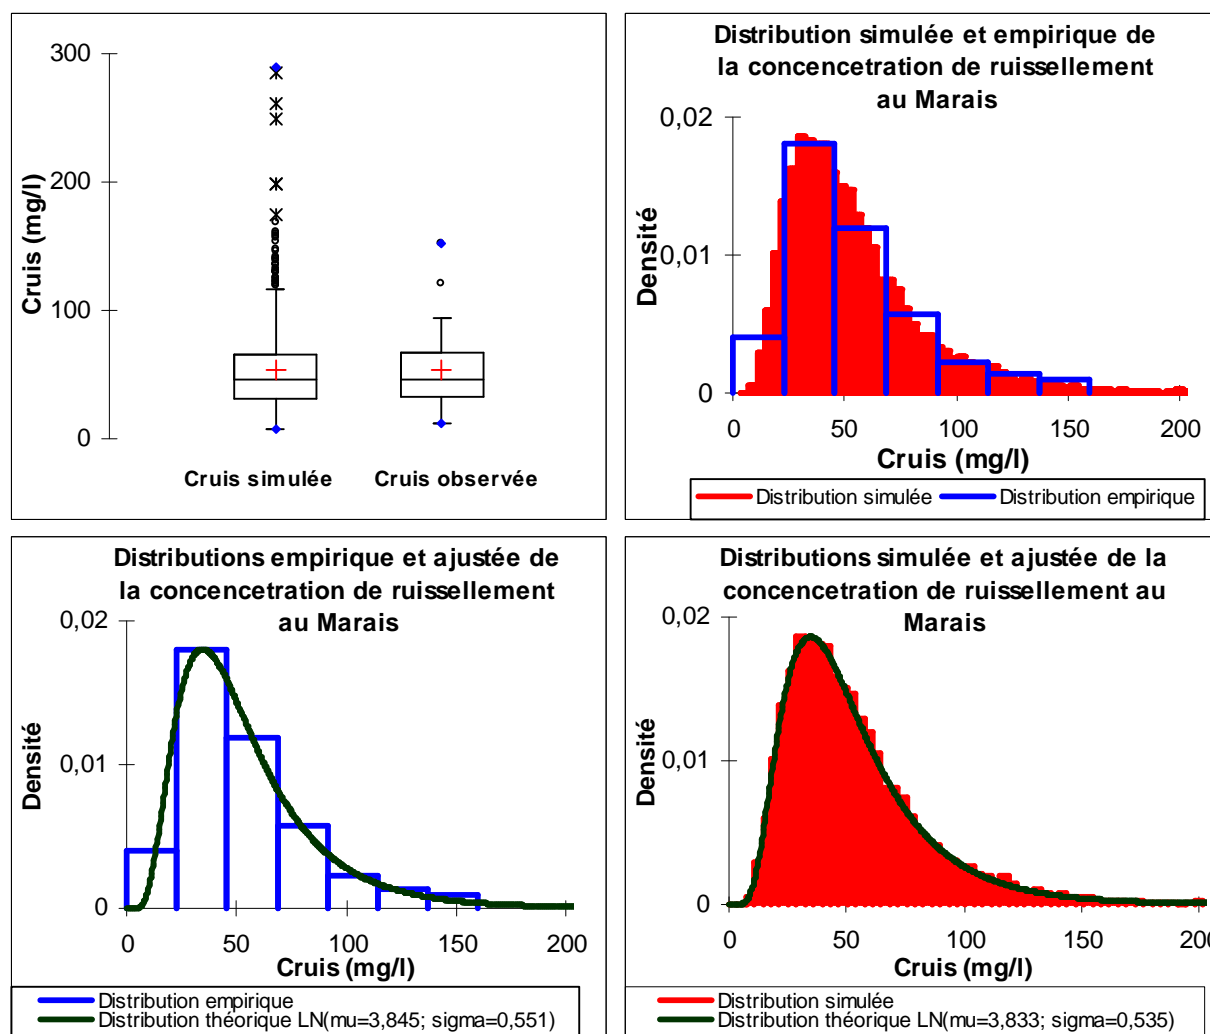 300
200
100
0
Cruis (mg/l)
Cruis simulée
Cruis observée
Distribution simulée et empirique de
la concencetration de ruissellement
au Marais
0,02
0,01
0
Densité
0
50
100
150
200
Cruis (mg/l)
Distribution simulée
Distribution empirique
Distributions empirique et ajustée de
la concencetration de ruissellement
au Marais
0,02
0,01
0
Densité
0
50
100
150
200
Cruis (mg/l)
Distribution empirique
Distribution théorique LN(mu=3,845; sigma=0,551)
Distributions simulée et ajustée de la
concencetration de ruissellement au
Marais
0,02
0,01
0
Densité
0
50
100
150
200
Cruis (mg/l)
Distribution simulée
Distribution théorique LN(mu=3,833; sigma=0,535)